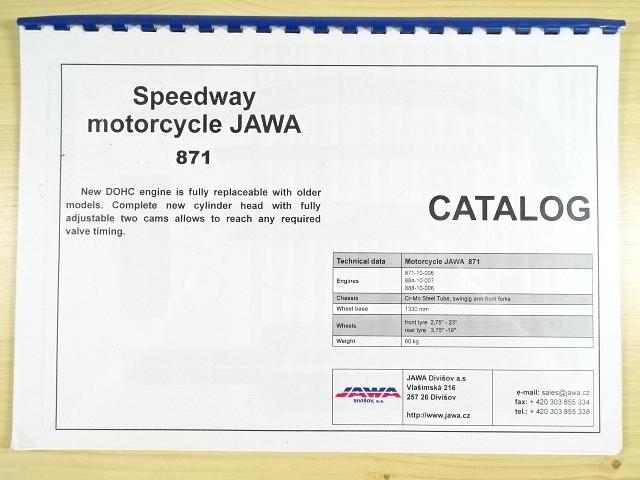 Speedway
motorcycle JAWA
871
New DOHC engine is fully replaceable with older
models. Complete new cylinder head with fully
adjustable two cams allows to reach any required
valve timing.
CATALOG
Technical data Motorcycle JAWA 871
Engines 871-10-006
884-10-007
888-10-006
Chassis Cr-Mo Steel Tube, swingig arm front forks
Wheel base 1330 mm
Wheels front tyre 2,75" - 23"
rear tyre 3,75" -19"
Weight 80 kg
JAWA
DIVIŠOV, a.s.
JAWA Divišov a.s
Vlašimská 216
257 26 Divišov
http://www.jawa.cz
e-mail: sales@jawa.cz
fax: + 420 303 855 334
tel.: + 420 303 855 338